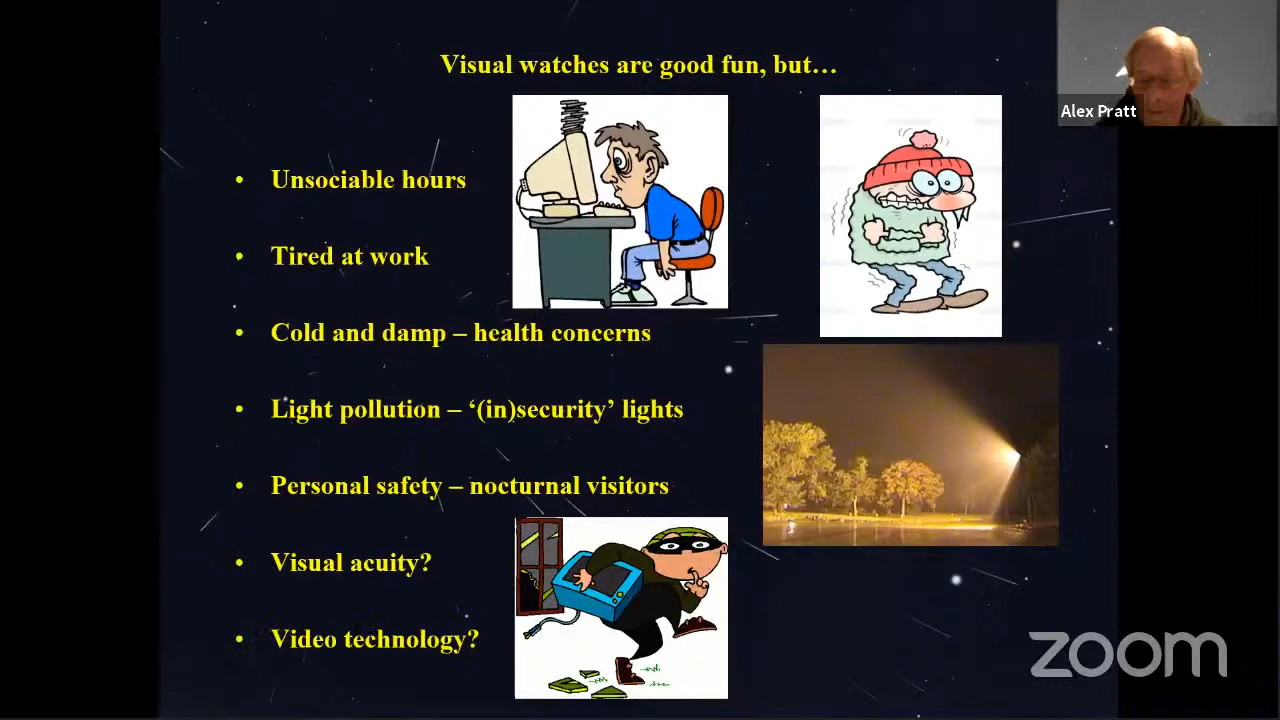 Visual watches are good fun, but…
Alex Pratt
• Unsociable hours
• Tired at work
• Cold and damp – health concerns
• Light pollution – ‘(in)security’ lights
• Personal safety – nocturnal visitors
• Visual acuity?
• Video technology?
zoom